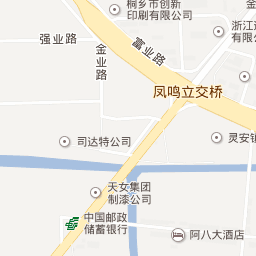 桐乡市创新
印刷有限公司
浙江
有限公
强业路
金业路
富业路
凤鸣立交桥
司达特公司
灵安镇
天女集团
制漆公司
中国邮政
储蓄银行
阿八大酒店